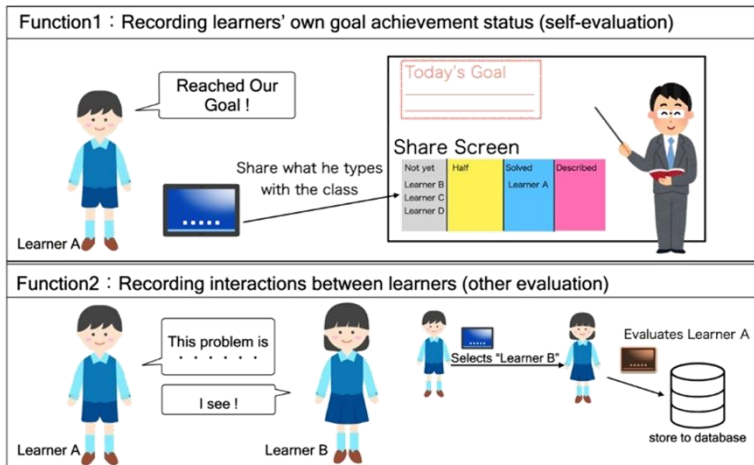 Function1：Recording learners' own goal achievement status (self-evaluation)
Reached Our
Goal !
Learner A
Share what he types
with the class
Today's Goal
Share Screen
Not yet
Half
Solved
Described
Learner B
Learner A
Learner C
Learner D
Function2：Recording interactions between learners (other evaluation)
This problem is
・・・・・・
I see !
Learner A
Learner B
Selects "Learner B"
Evaluates Learner A
store to database